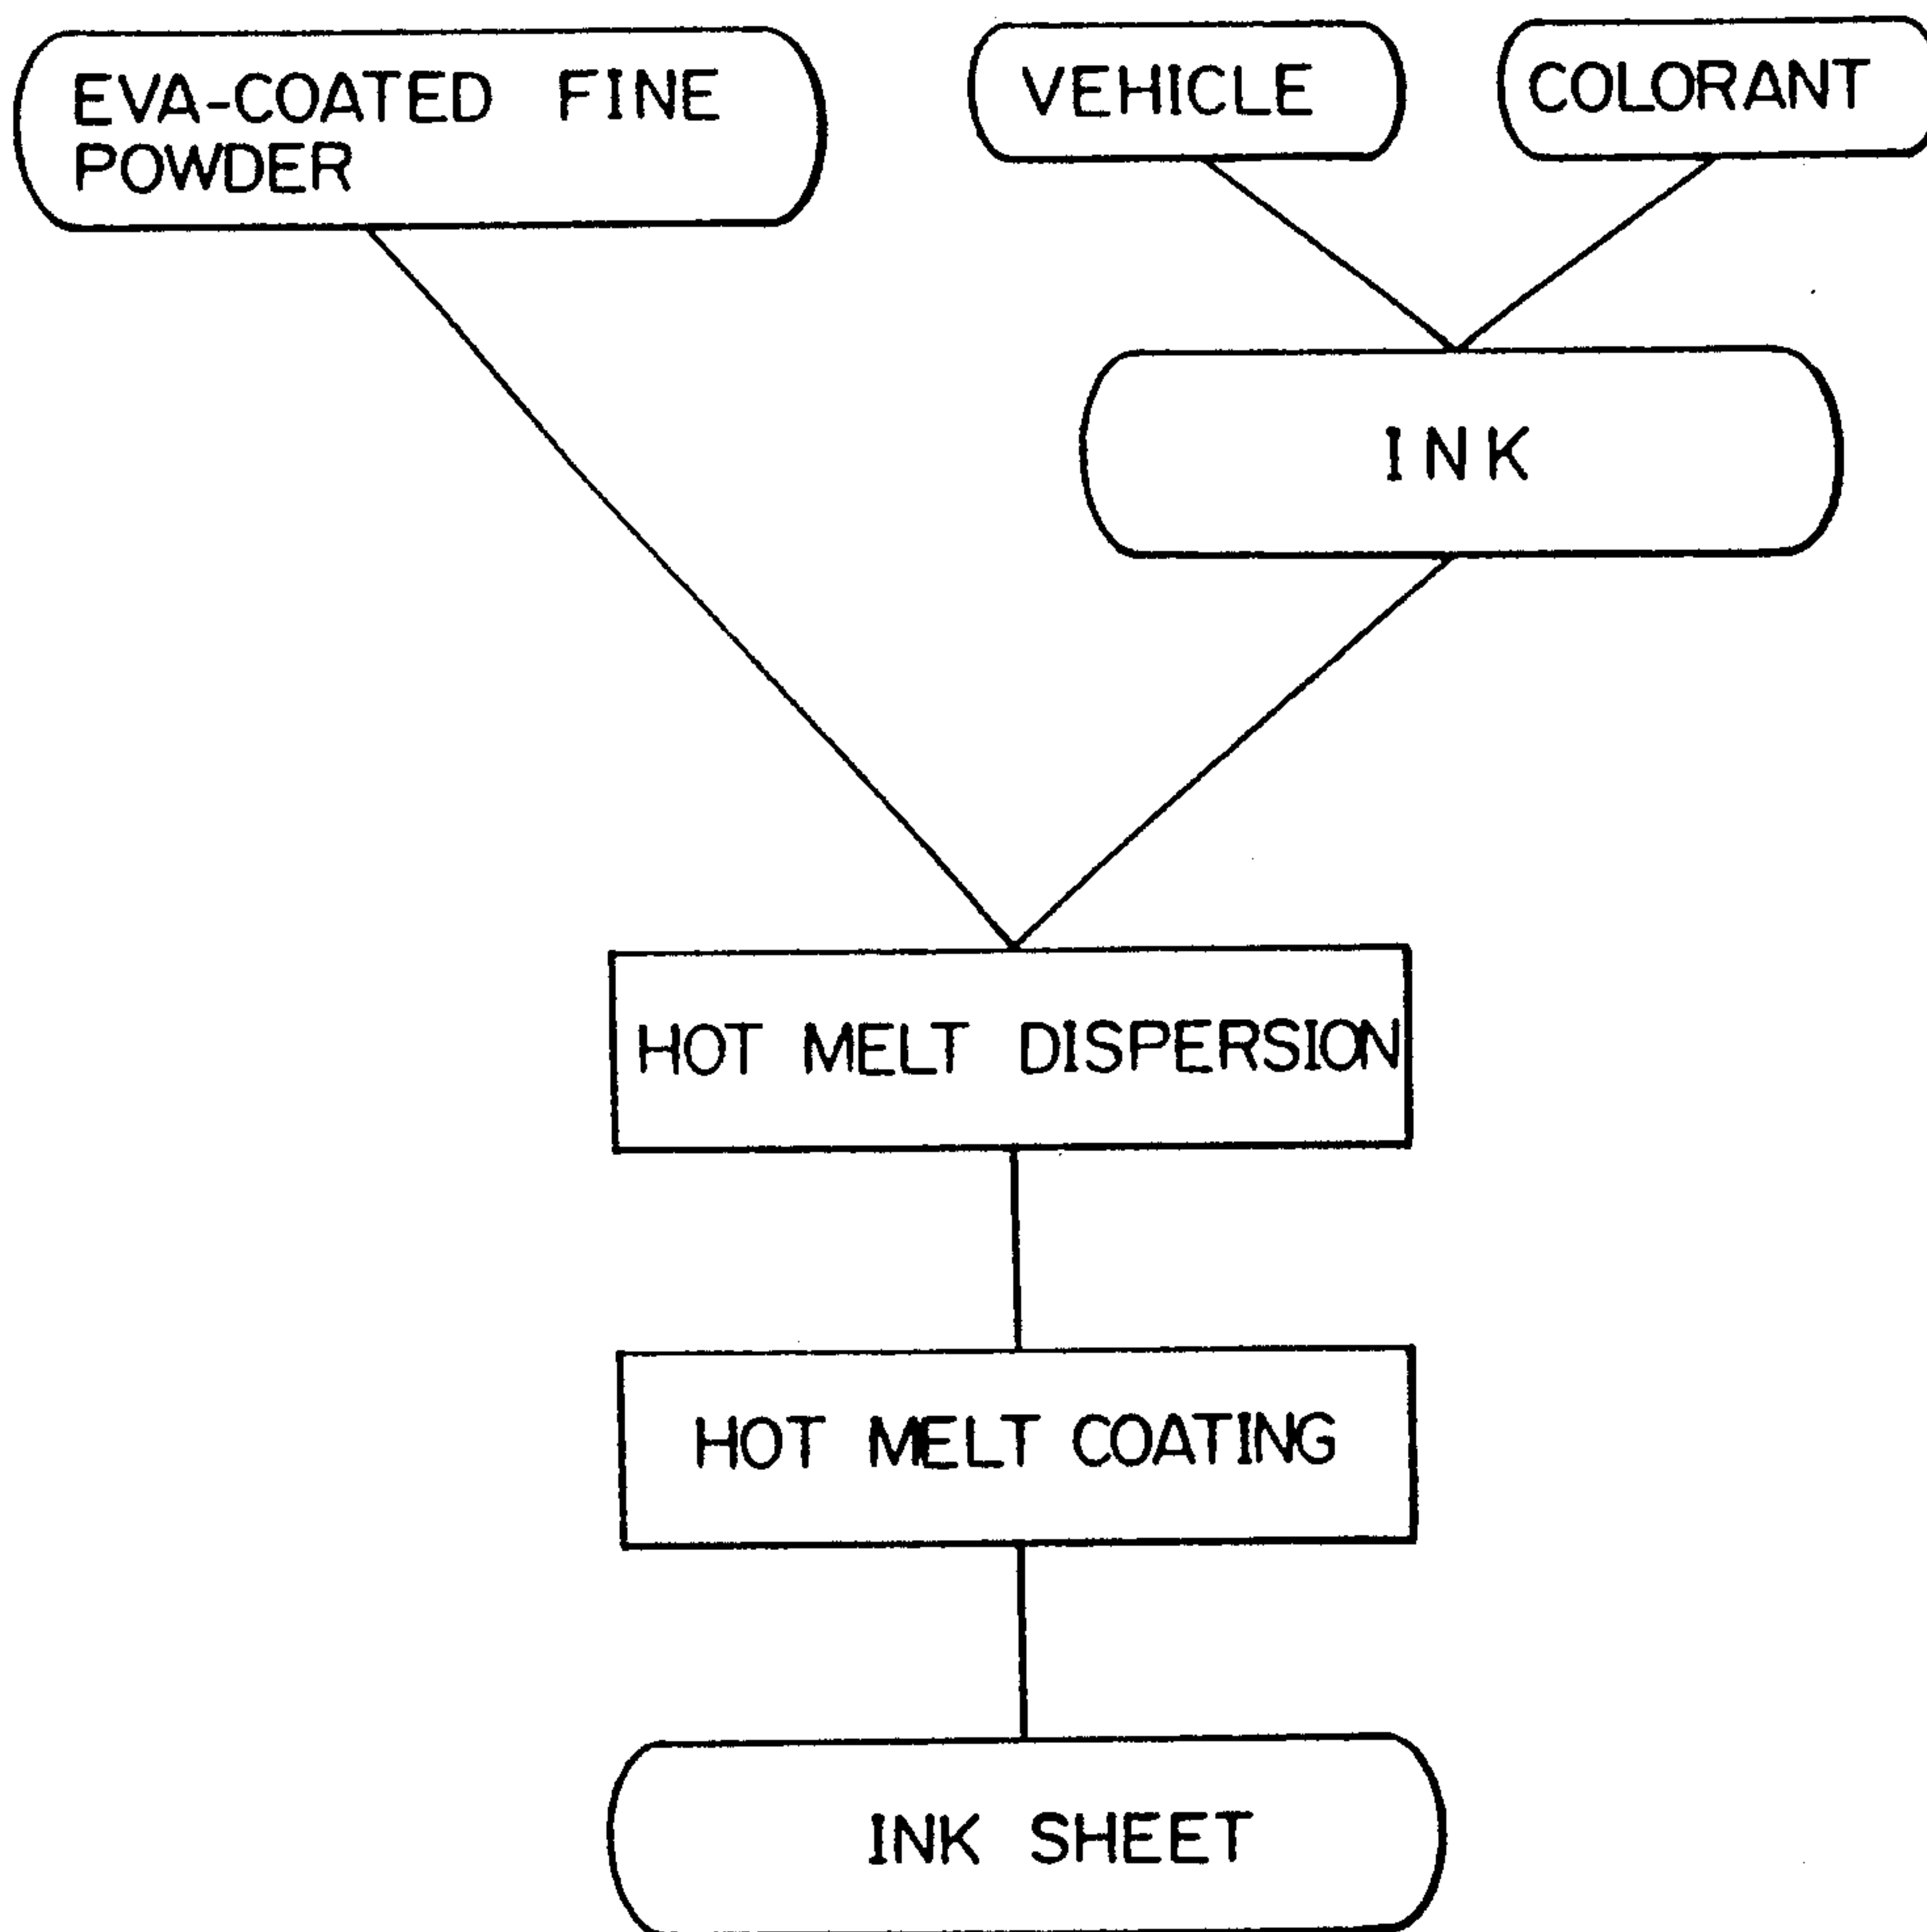 EVA-COATED FINE
POWDER
VEHICLE
COLORANT
INK
HOT MELT DISPERSION
HOT MELT COATING
INK SHEET